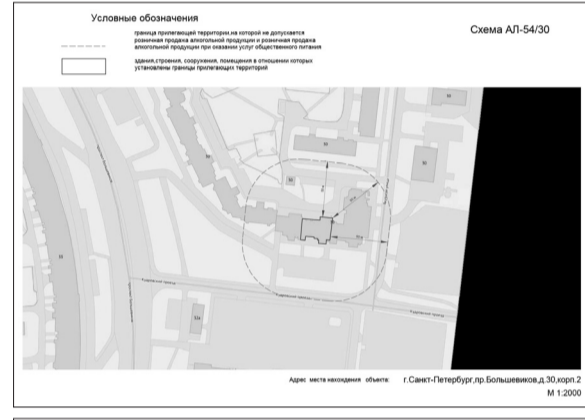 Условные обозначения
Схема АЛ-54/30
граница прилегающей территории,на которой не допускается
розничная продажа алкогольной продукции и розничная продажа
алкогольной продукции при оказании услуг общественного питания
здания,строения, сооружения, помещения в отношении которых
установлены границы прилегающих территорий
Адрес места нахождения объекта: г.Санкт-Петербург,пр.Большевиков,д.30,корп.2
М 1:2000